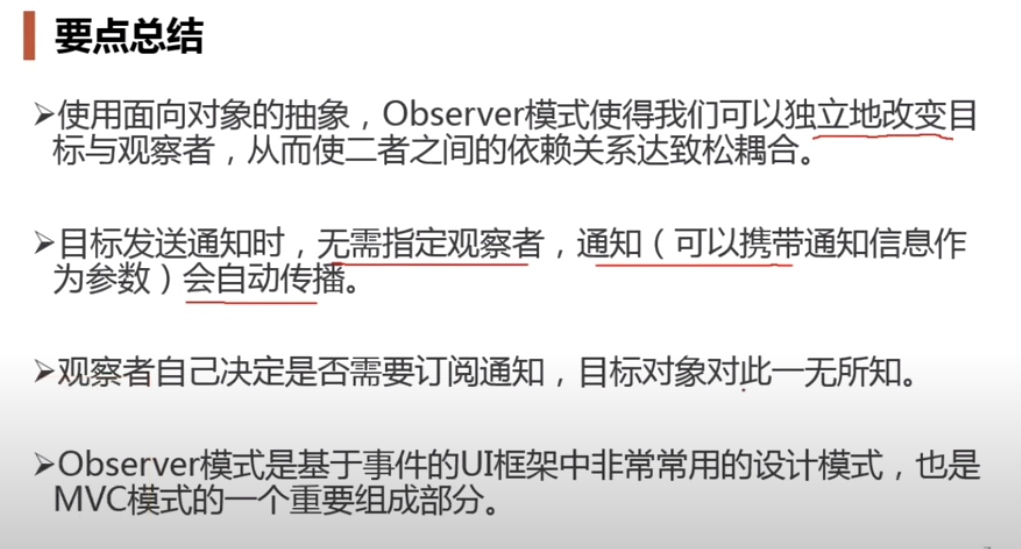 要点总结
➢使用面向对象的抽象，Observer模式使得我们可以独立地改变目
标与观察者，从而使二者之间的依赖关系达致松耦合。
➢目标发送通知时，无需指定观察者，通知（可以携带通知信息作
为参数）会自动传播。
➢观察者自己决定是否需要订阅通知，目标对象对此一无所知。
➢Observer模式是基于事件的UI框架中非常常用的设计模式，也是
MVC模式的一个重要组成部分。